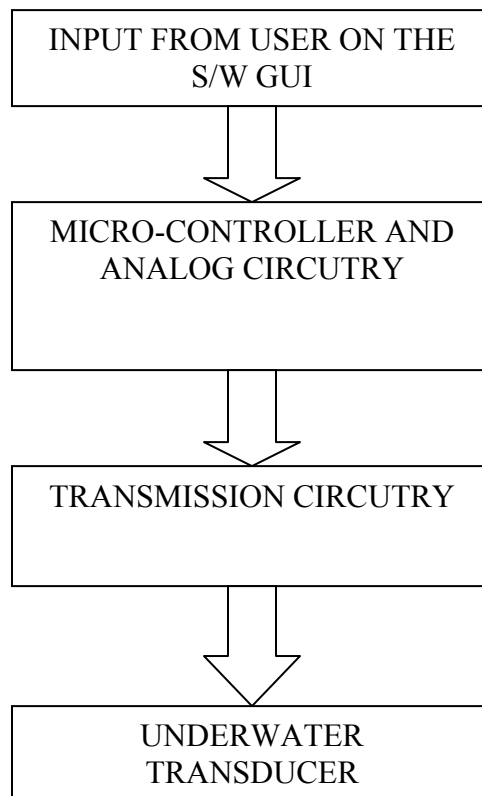 INPUT FROM USER ON THE
S/W GUI
MICRO-CONTROLLER AND
ANALOG CIRCUTRY
TRANSMISSION CIRCUTRY
UNDERWATER
TRANSDUCER